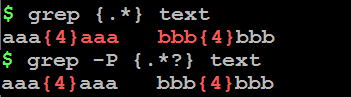 $ grep {.*} text
aaa{4}aaa   bbb{4}bbb
$ grep -P {.*?} text
aaa{4}aaa   bbb{4}bbb